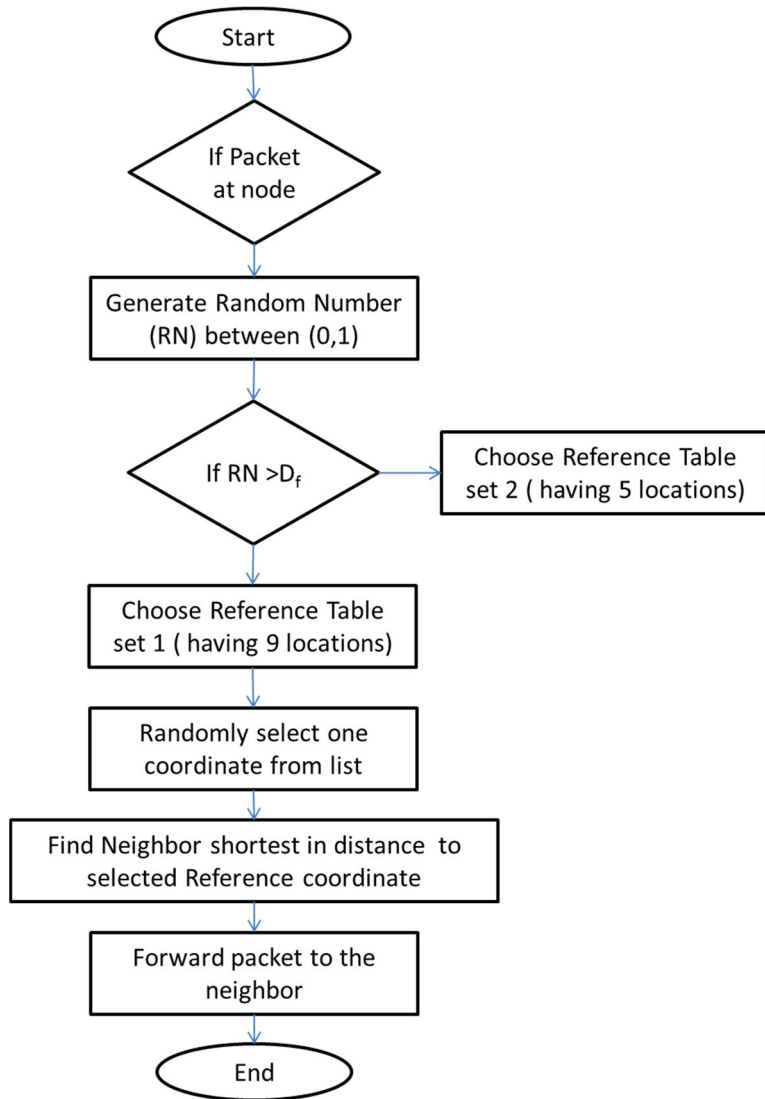 Start
If Packet
at node
Generate Random Number
(RN) between (0,1)
If RN >Df
Choose Reference Table
set 2 ( having 5 locations)
Choose Reference Table
set 1 ( having 9 locations)
Randomly select one
coordinate from list
Find Neighbor shortest in distance to
selected Reference coordinate
Forward packet to the
neighbor
End